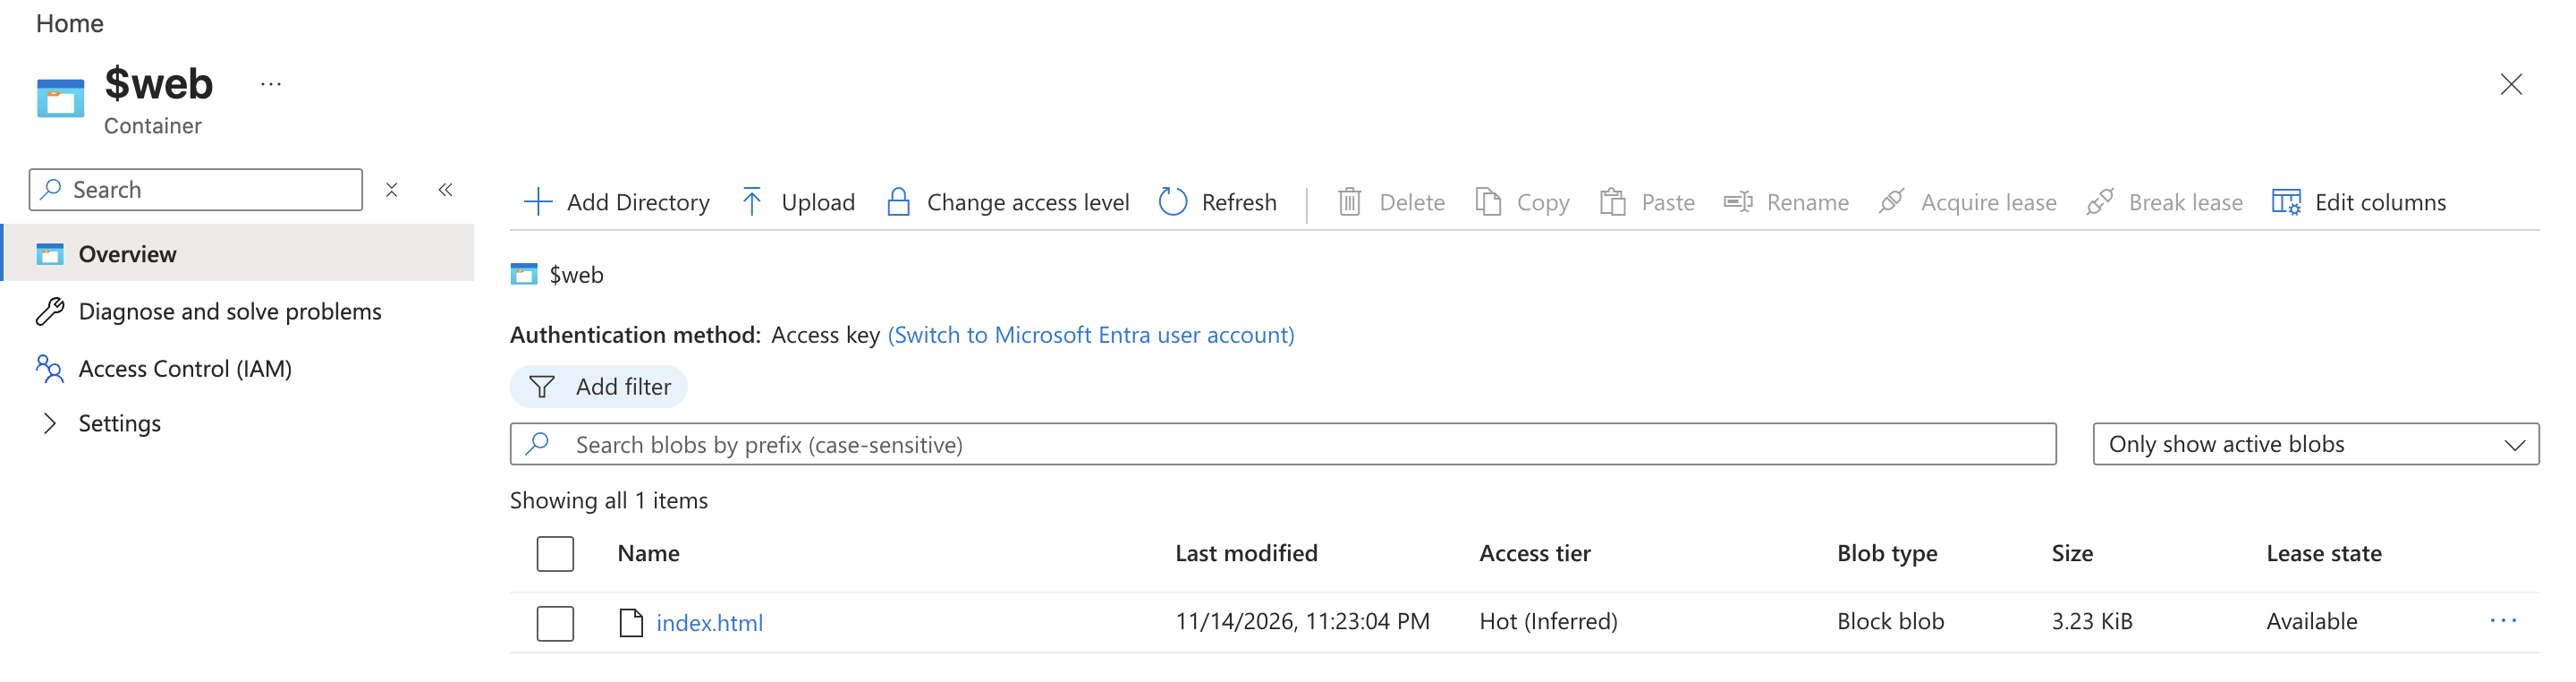 Home
$web ...
Container
Search
Overview
Diagnose and solve problems
Access Control (IAM)
Settings
Add Directory Upload Change access level Refresh Delete Copy Paste Rename Acquire lease Break lease Edit columns
$web
Authentication method: Access key (Switch to Microsoft Entra user account)
Add filter
Search blobs by prefix (case-sensitive) Only show active blobs
Showing all 1 items
Name Last modified Access tier Blob type Size Lease state
index.html 11/14/2026, 11:23:04 PM Hot (Inferred) Block blob 3.23 KiB Available ...